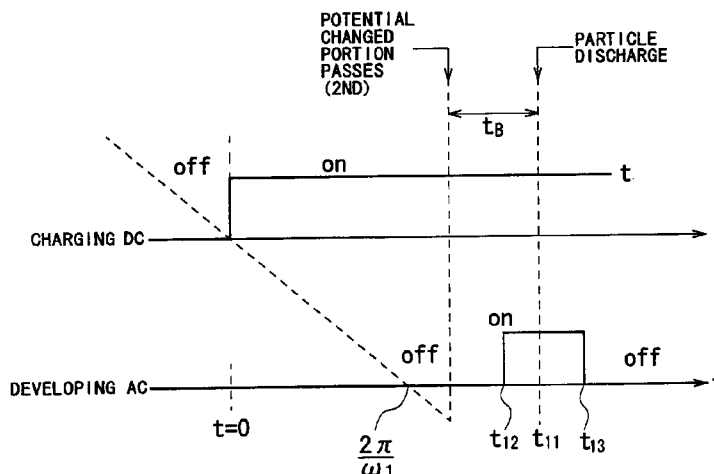 POTENTIAL
CHANGED
PORTION
PASSES
(2ND)
PARTICLE
DISCHARGE
t_B
off
on
t
CHARGING DC
off
on
off
DEVELOPING AC
t=0
2π
ω1
t12
t11
t13